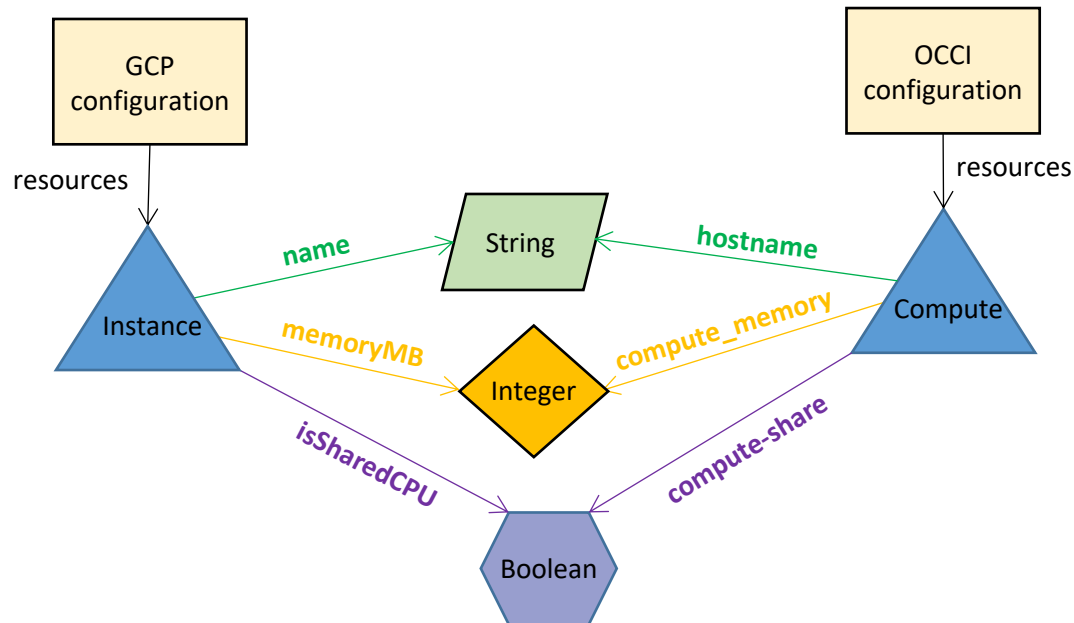 GCP
configuration
OCCI
configuration
resources
resources
name
String
hostname
Instance
memoryMB
Integer
compute_memory
Compute
isSharedCPU
compute-share
Boolean